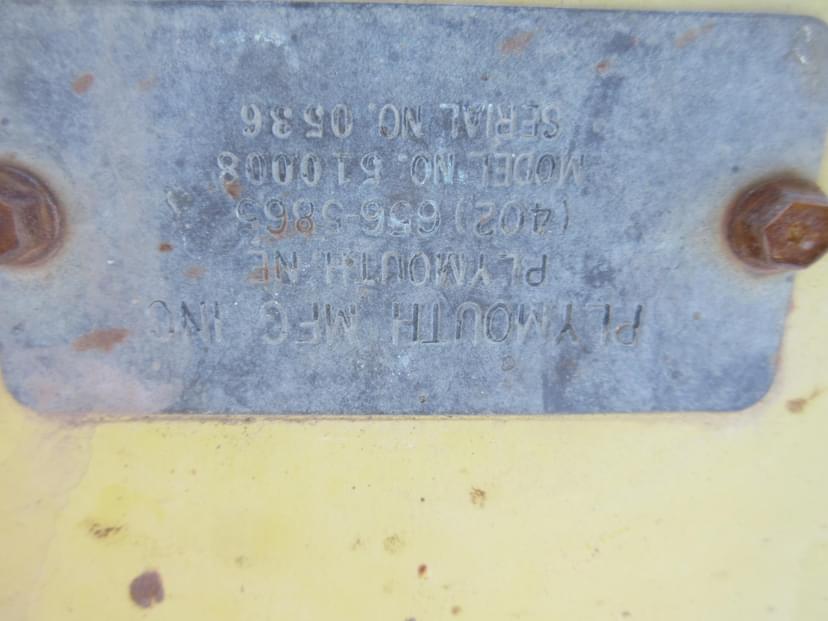 PLYMOUTH MFG INC
PLYMOUTH, NE
(402) 656-5865
MODEL NO. 510008
SERIAL NO. 0536